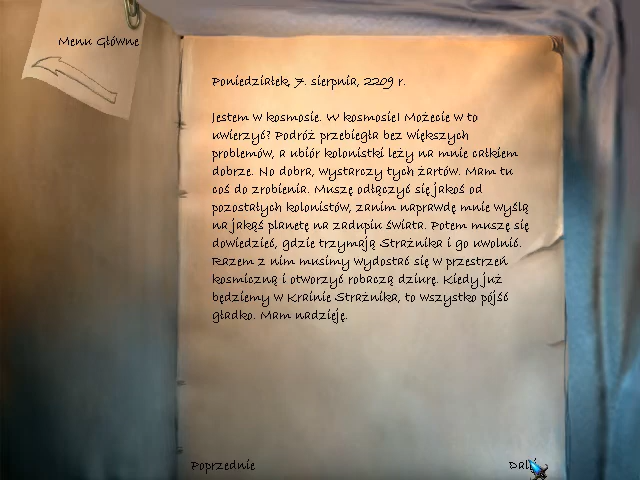 Menu Główne
Poniedziałek, 7. sierpnia, 2209 r.
Jestem w kosmosie. W kosmosie! Możecie w to
uwierzyć? Podróż przebiegła bez większych
problemów, a ubiór kolonistki leży na mnie całkiem
dobrze. No dobra, wystarczy tych żartów. Mam tu
coś do zrobienia. Muszę odłączyć się jakoś od
pozostałych kolonistów, zanim naprawdę mnie wyślą
na jakąś planetę na zadupiu świata. Potem muszę się
dowiedzieć, gdzie trzymają Strażnika i go uwolnić.
Razem z nim musimy wydostać się w przestrzeń
kosmiczną i otworzyć robaczą dziurę. Kiedy już
będziemy w Krainie Strażnika, to wszystko pójść
gładko. Mam nadzieję.
Poprzednie